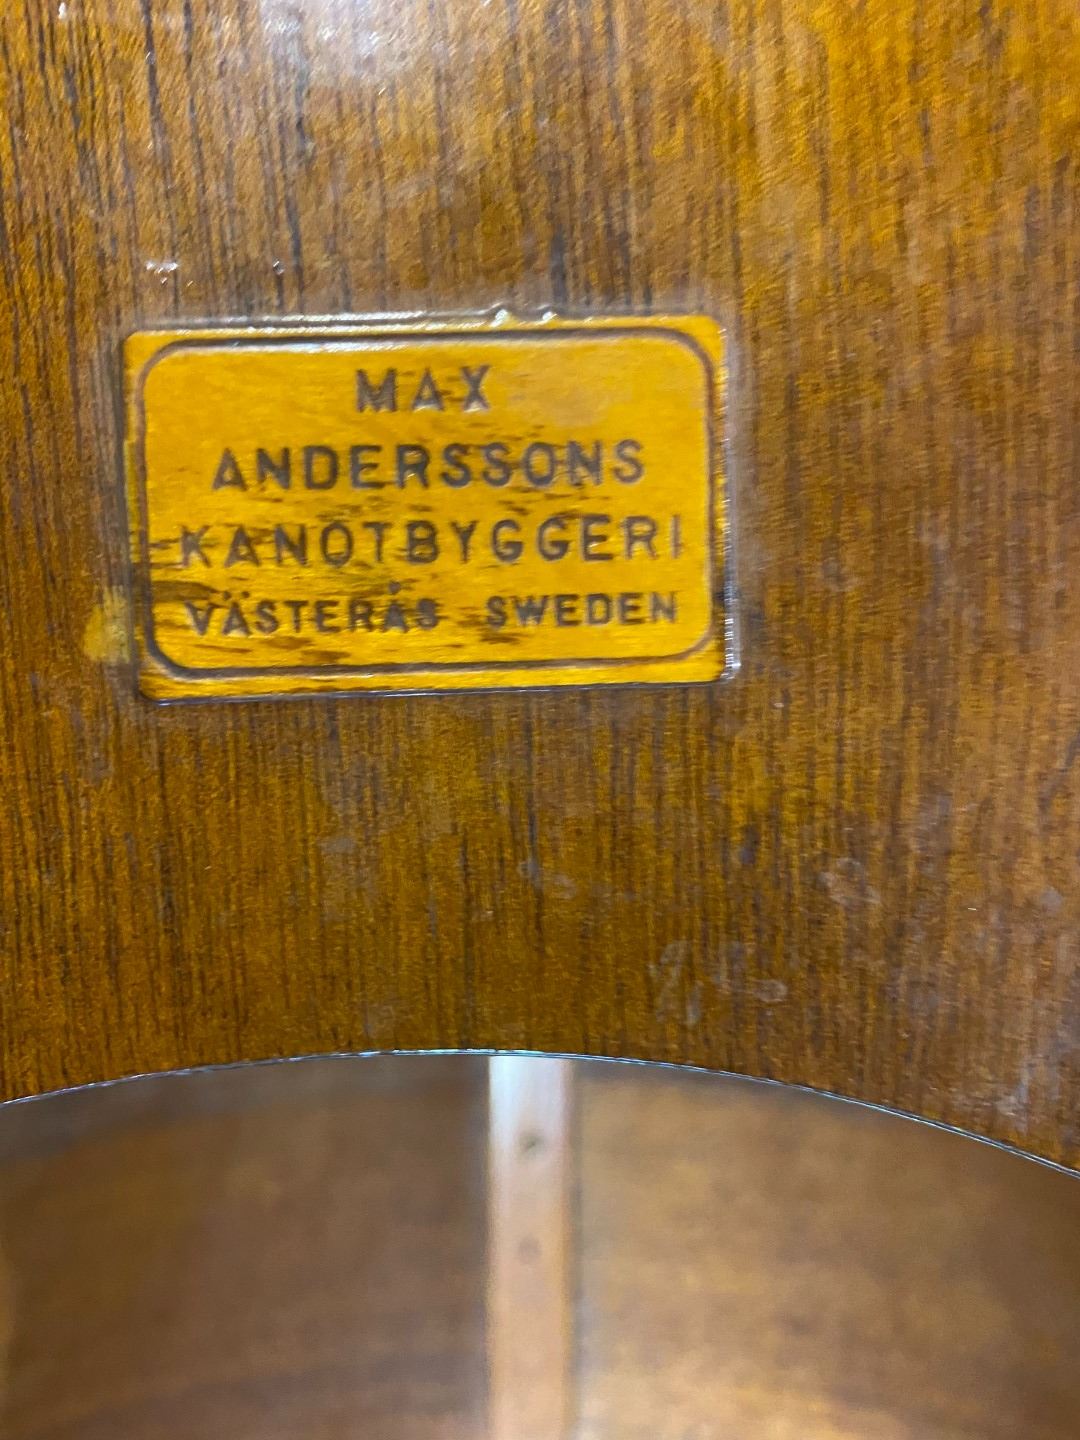 MAX
ANDERSSONS
KANOTBYGGERI
VÄSTERÅS SWEDEN